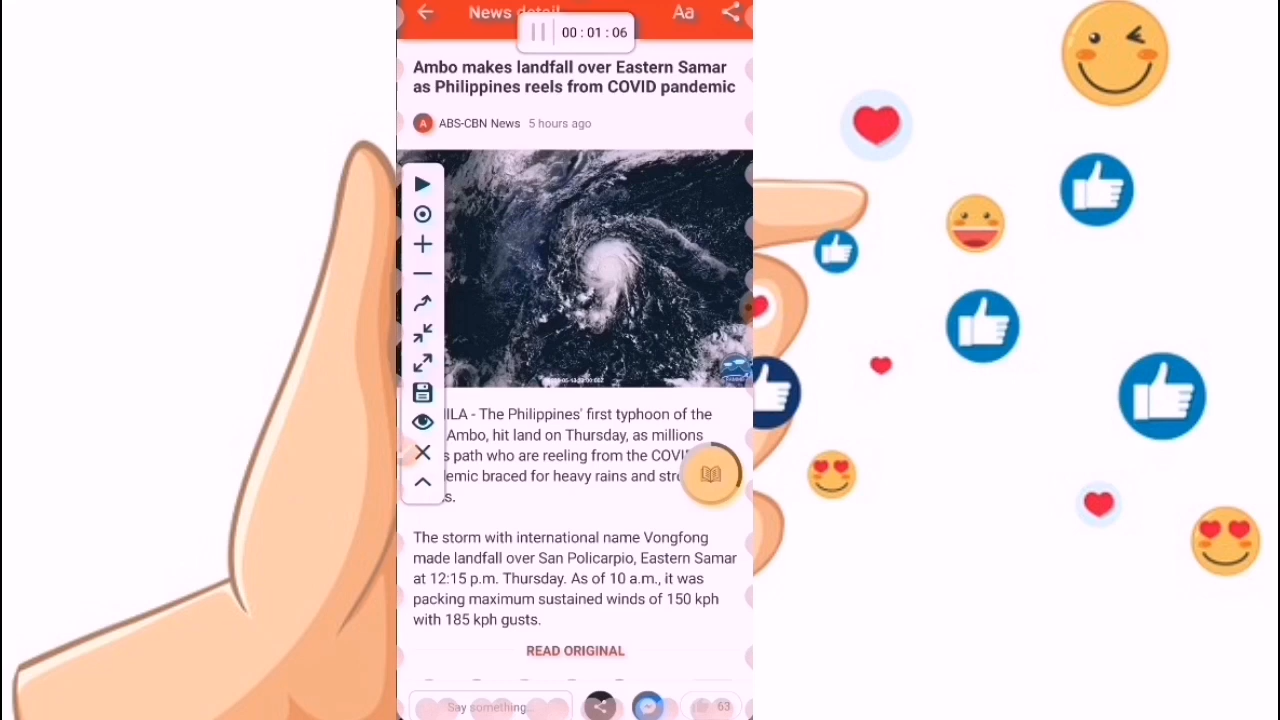 News detail
Aa
00 : 01 : 06
Ambo makes landfall over Eastern Samar
as Philippines reels from COVID pandemic
A ABS-CBN News 5 hours ago
ILA - The Philippines' first typhoon of the
Ambo, hit land on Thursday, as millions
s path who are reeling from the COVI
emic braced for heavy rains and stro
s.
The storm with international name Vongfong
made landfall over San Policarpio, Eastern Samar
at 12:15 p.m. Thursday. As of 10 a.m., it was
packing maximum sustained winds of 150 kph
with 185 kph gusts.
READ ORIGINAL
Say something...
63